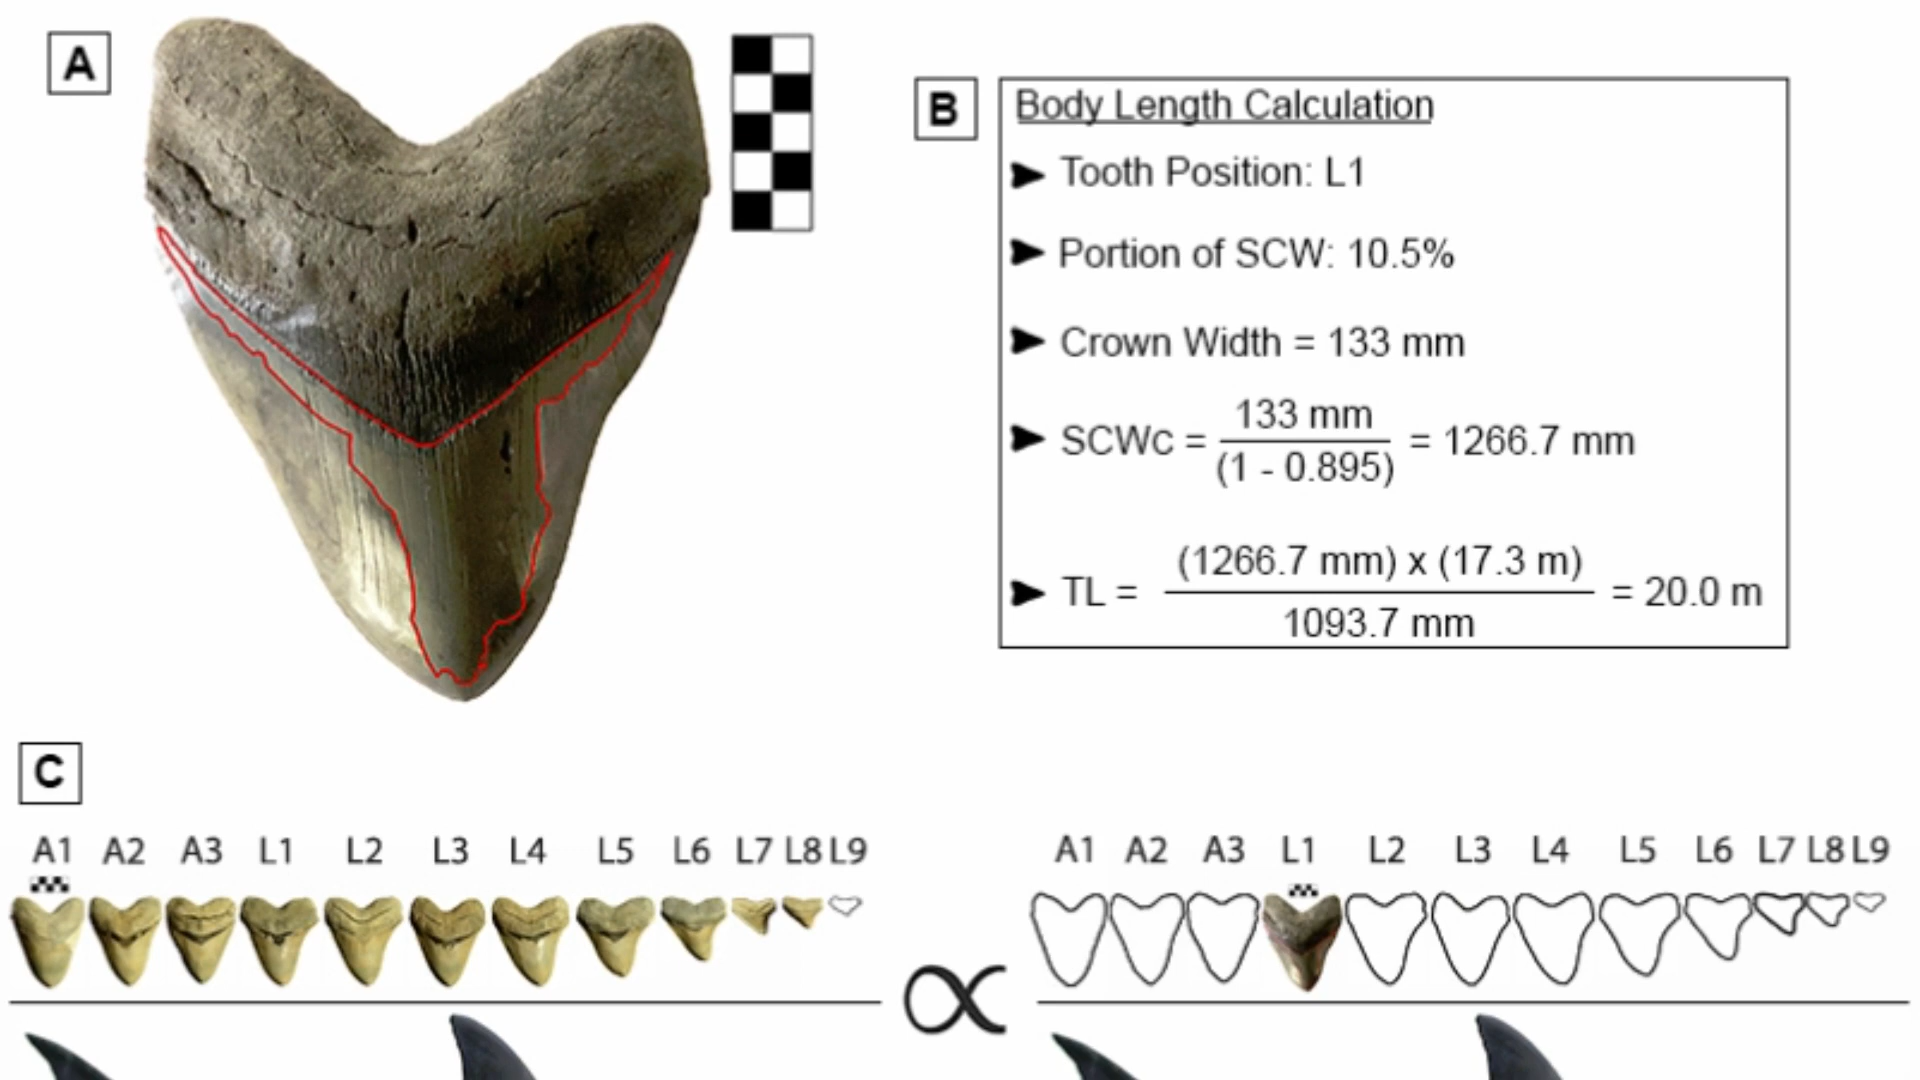 A
B
Body Length Calculation
Tooth Position: L1
Portion of SCW: 10.5%
Crown Width = 133 mm
SCWc = 133 mm / (1 - 0.895) = 1266.7 mm
TL = (1266.7 mm) x (17.3 m) / 1093.7 mm = 20.0 m
C
A1 A2 A3 L1 L2 L3 L4 L5 L6 L7 L8 L9
A1 A2 A3 L1 L2 L3 L4 L5 L6 L7 L8 L9
∝